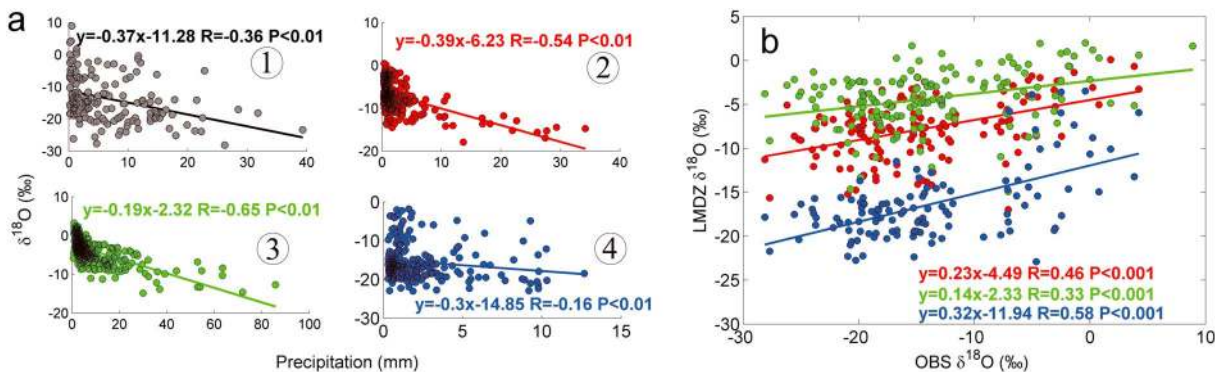 a
y=-0.37x-11.28 R=-0.36 P<0.01
①
10
0
-10
-20
-30
0 10 20 30 40
y=-0.39x-6.23 R=-0.54 P<0.01
②
10
0
-10
-20
-30
0 20 40
δ18O (‰)
y=-0.19x-2.32 R=-0.65 P<0.01
③
10
0
-10
-20
0 20 40 60 80 100
④
y=-0.3x-14.85 R=-0.16 P<0.01
0
-10
-20
-30
0 5 10 15
Precipitation (mm)
b
LMDZ δ18O (‰)
5
0
-5
-10
-15
-20
-25
-30
y=0.23x-4.49 R=0.46 P<0.001
y=0.14x-2.33 R=0.33 P<0.001
y=0.32x-11.94 R=0.58 P<0.001
-30 -20 -10 0 10
OBS δ18O (‰)